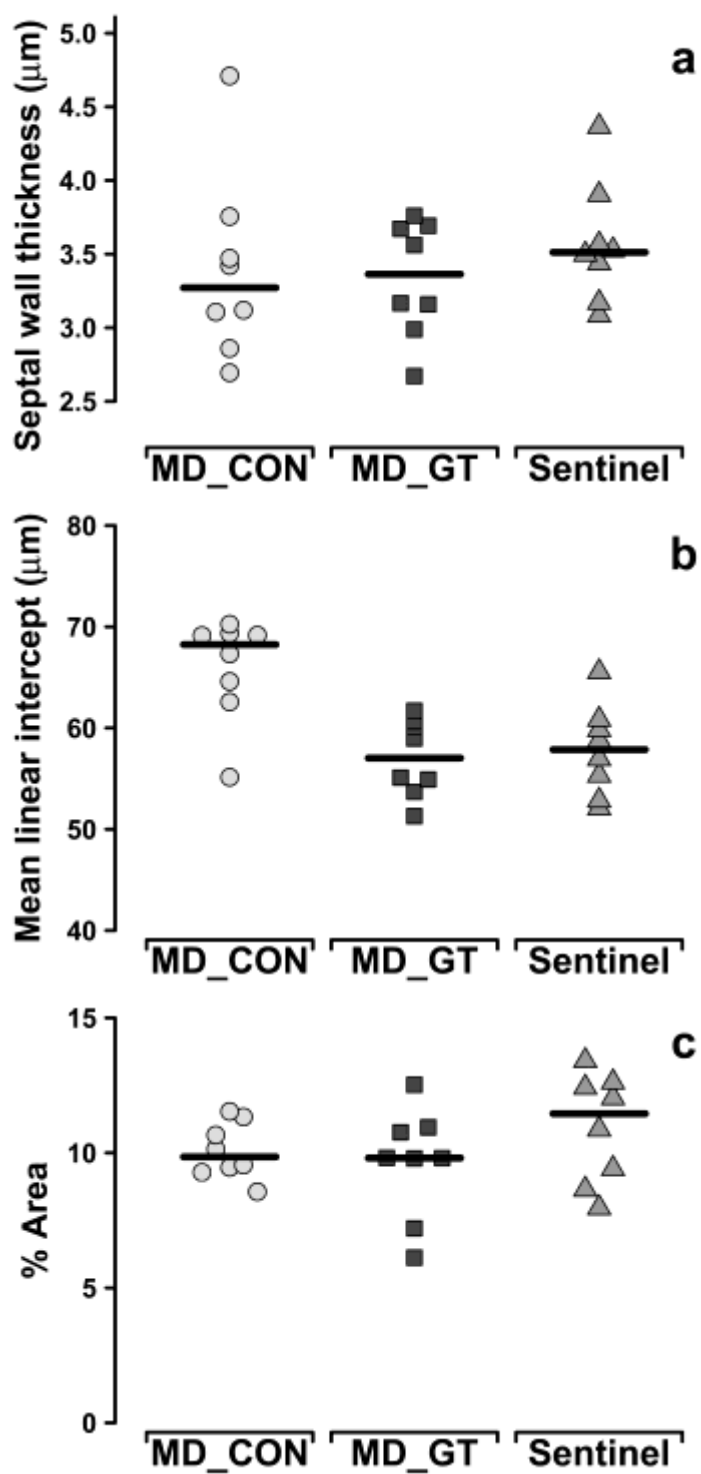 a
Septal wall thickness (μm)
5.0
4.5
4.0
3.5
3.0
2.5
MD_CON MD_GT Sentinel
b
Mean linear intercept (μm)
80
70
60
50
40
MD_CON MD_GT Sentinel
c
% Area
15
10
5
0
MD_CON MD_GT Sentinel